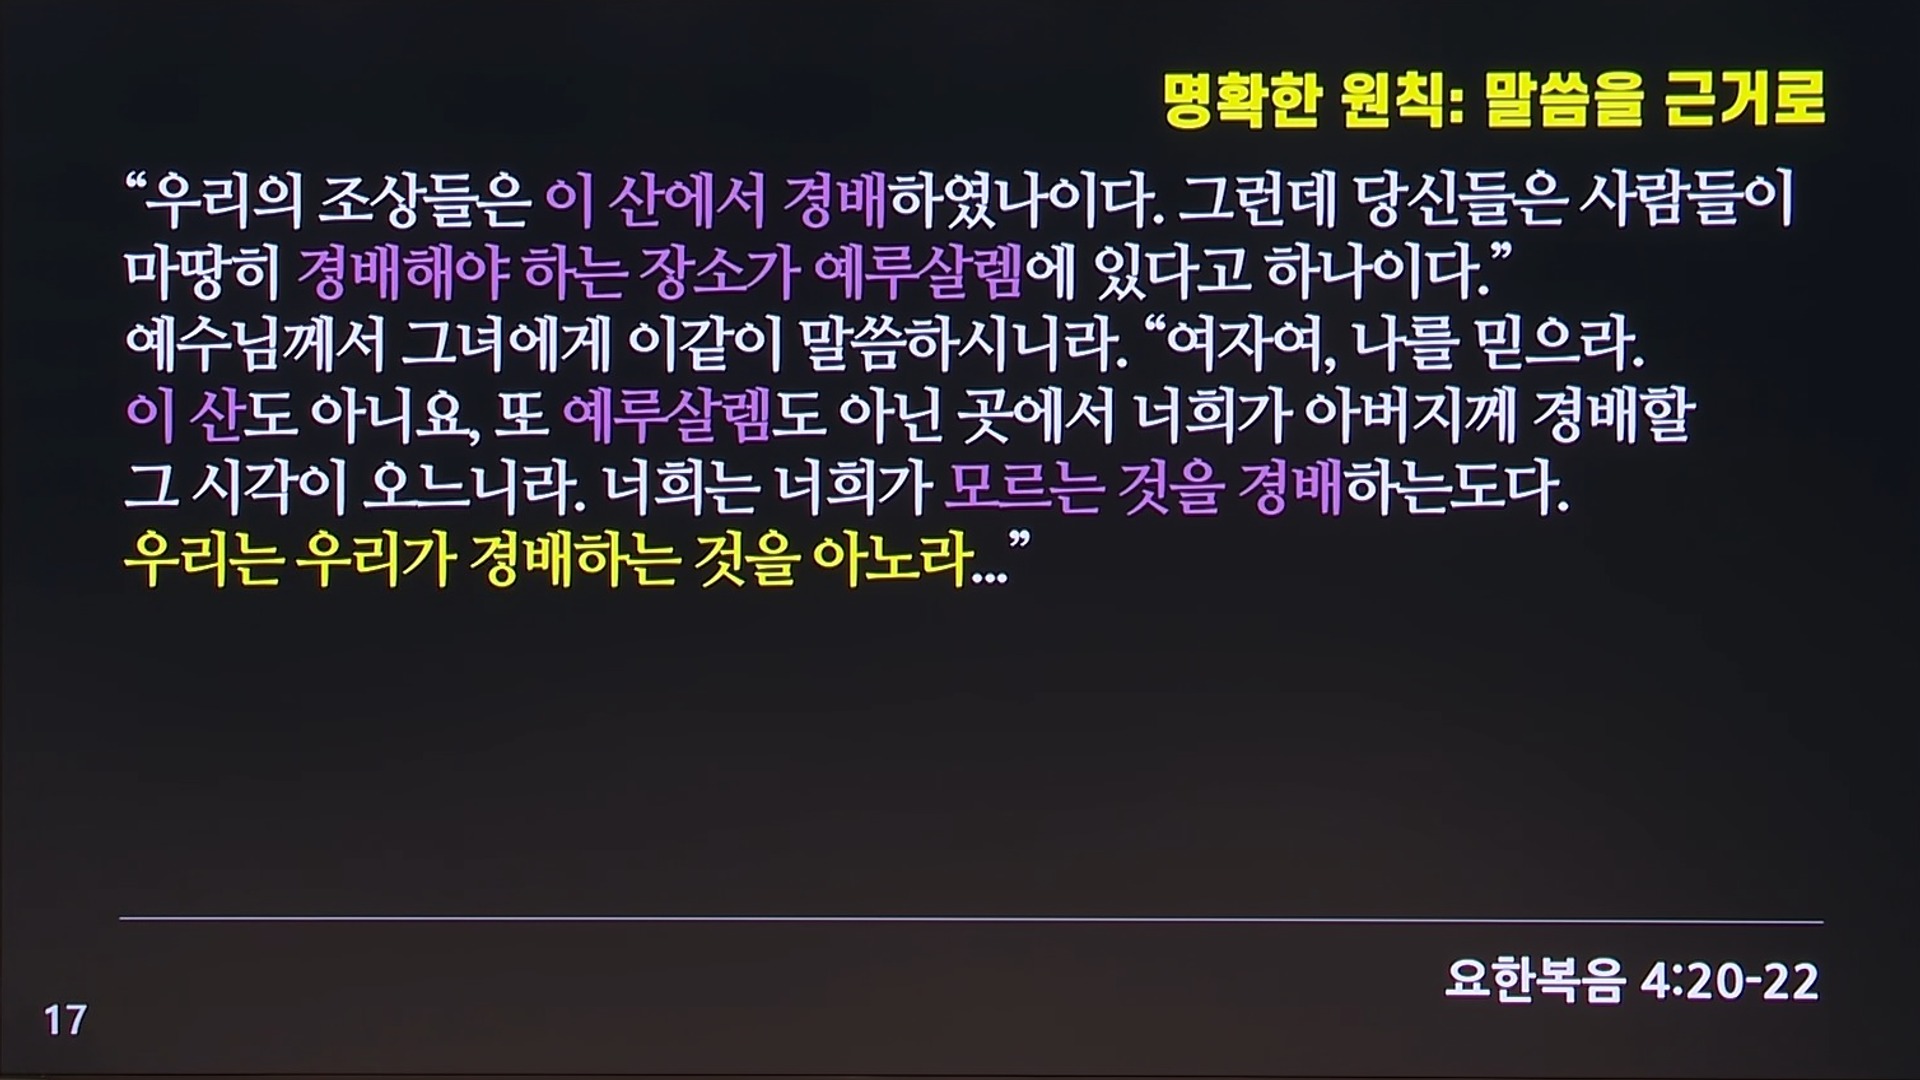 명확한 원칙: 말씀을 근거로
“우리의 조상들은 이 산에서 경배하였나이다. 그런데 당신들은 사람들이
마땅히 경배해야 하는 장소가 예루살렘에 있다고 하나이다.”
예수님께서 그녀에게 이같이 말씀하시니라. “여자여, 나를 믿으라.
이 산도 아니요, 또 예루살렘도 아닌 곳에서 너희가 아버지께 경배할
그 시각이 오느니라. 너희는 너희가 모르는 것을 경배하는도다.
우리는 우리가 경배하는 것을 아노라...”
요한복음 4:20-22
17